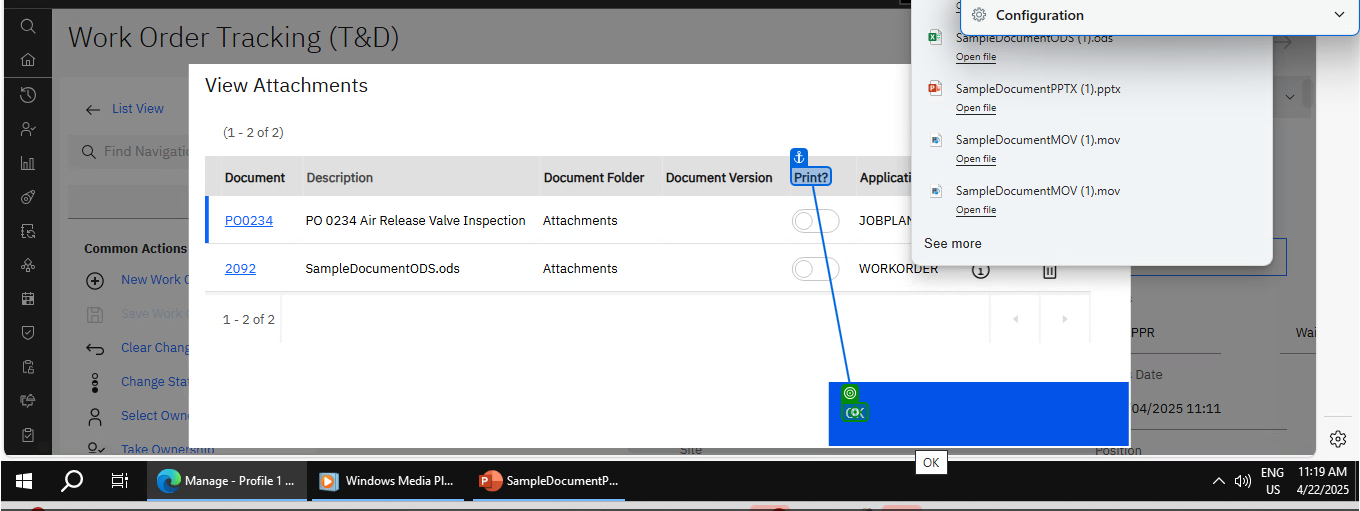 Work Order Tracking (T&D)
Configuration
SampleDocumentODS (1).ods
Open file
SampleDocumentPPTX (1).pptx
Open file
SampleDocumentMOV (1).mov
Open file
SampleDocumentMOV (1).mov
Open file
See more
List View
Find Navigatio
Common Actions
New Work O
Save Work O
Clear Chang
Change Stat
Select Own
Take Ownership
View Attachments
(1 - 2 of 2)
Document Description Document Folder Document Version Print? Applicati
PO0234 PO 0234 Air Release Valve Inspection Attachments JOBPLAN
2092 SampleDocumentODS.ods Attachments WORKORDER
1 - 2 of 2
OK
OK
PPR Wai
Date
04/2025 11:11
Site Position
Manage - Profile 1 ... Windows Media Pl... SampleDocumentP... ENG US 11:19 AM 4/22/2025